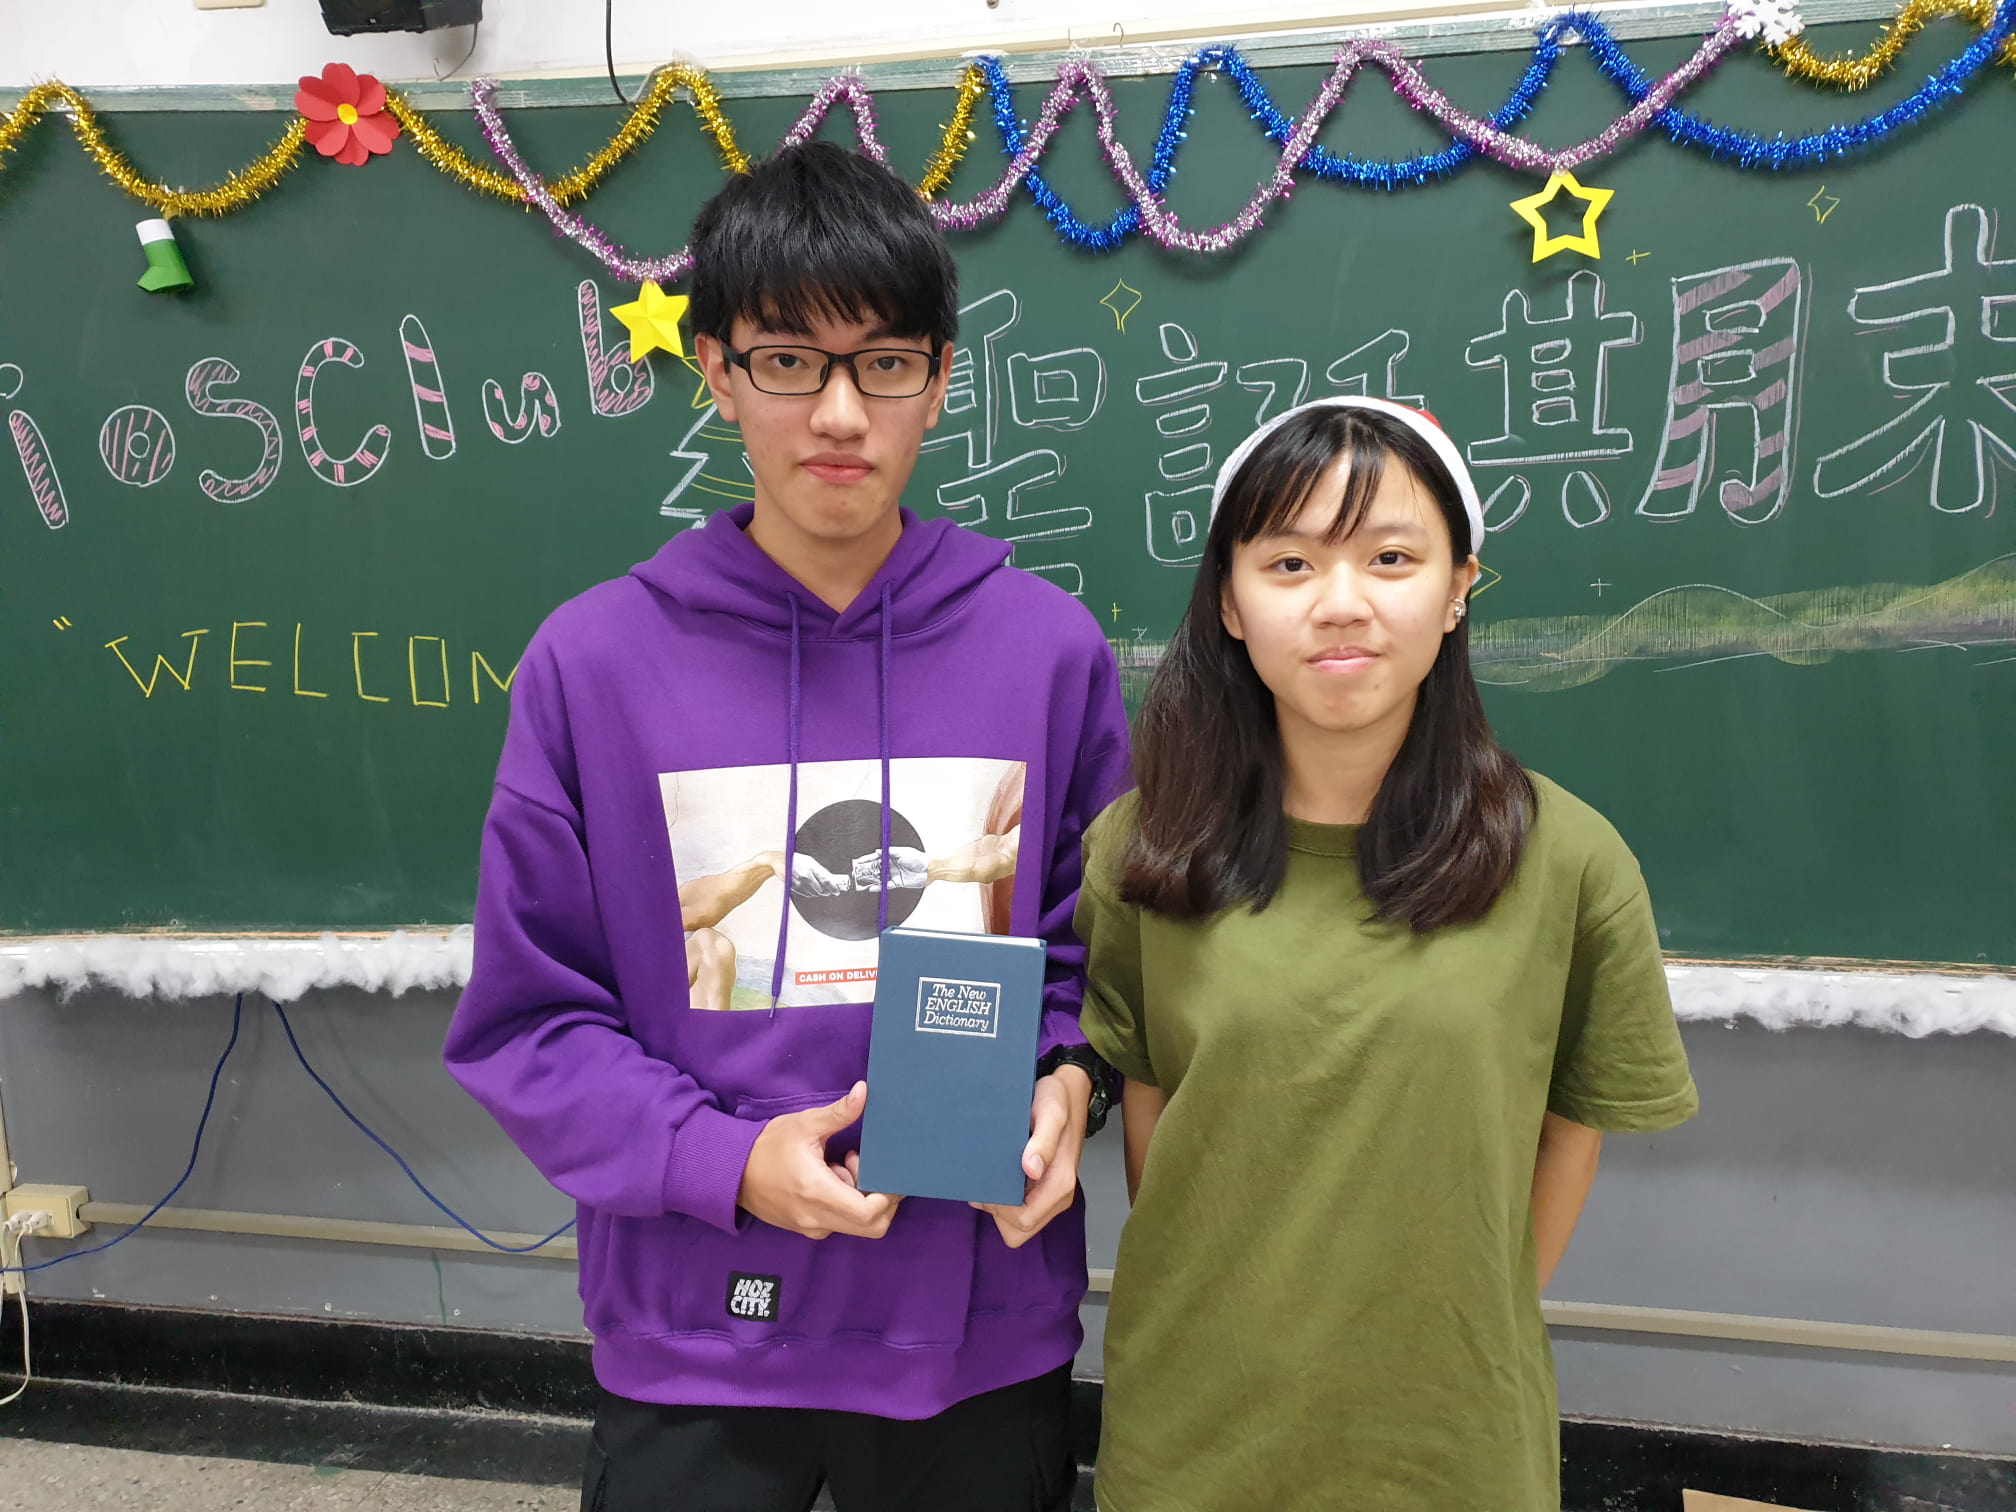 iosClub
聖誕期末
"WELCOM
CASH ON DELIV
The New
ENGLISH
Dictionary
HOZ
CITY.